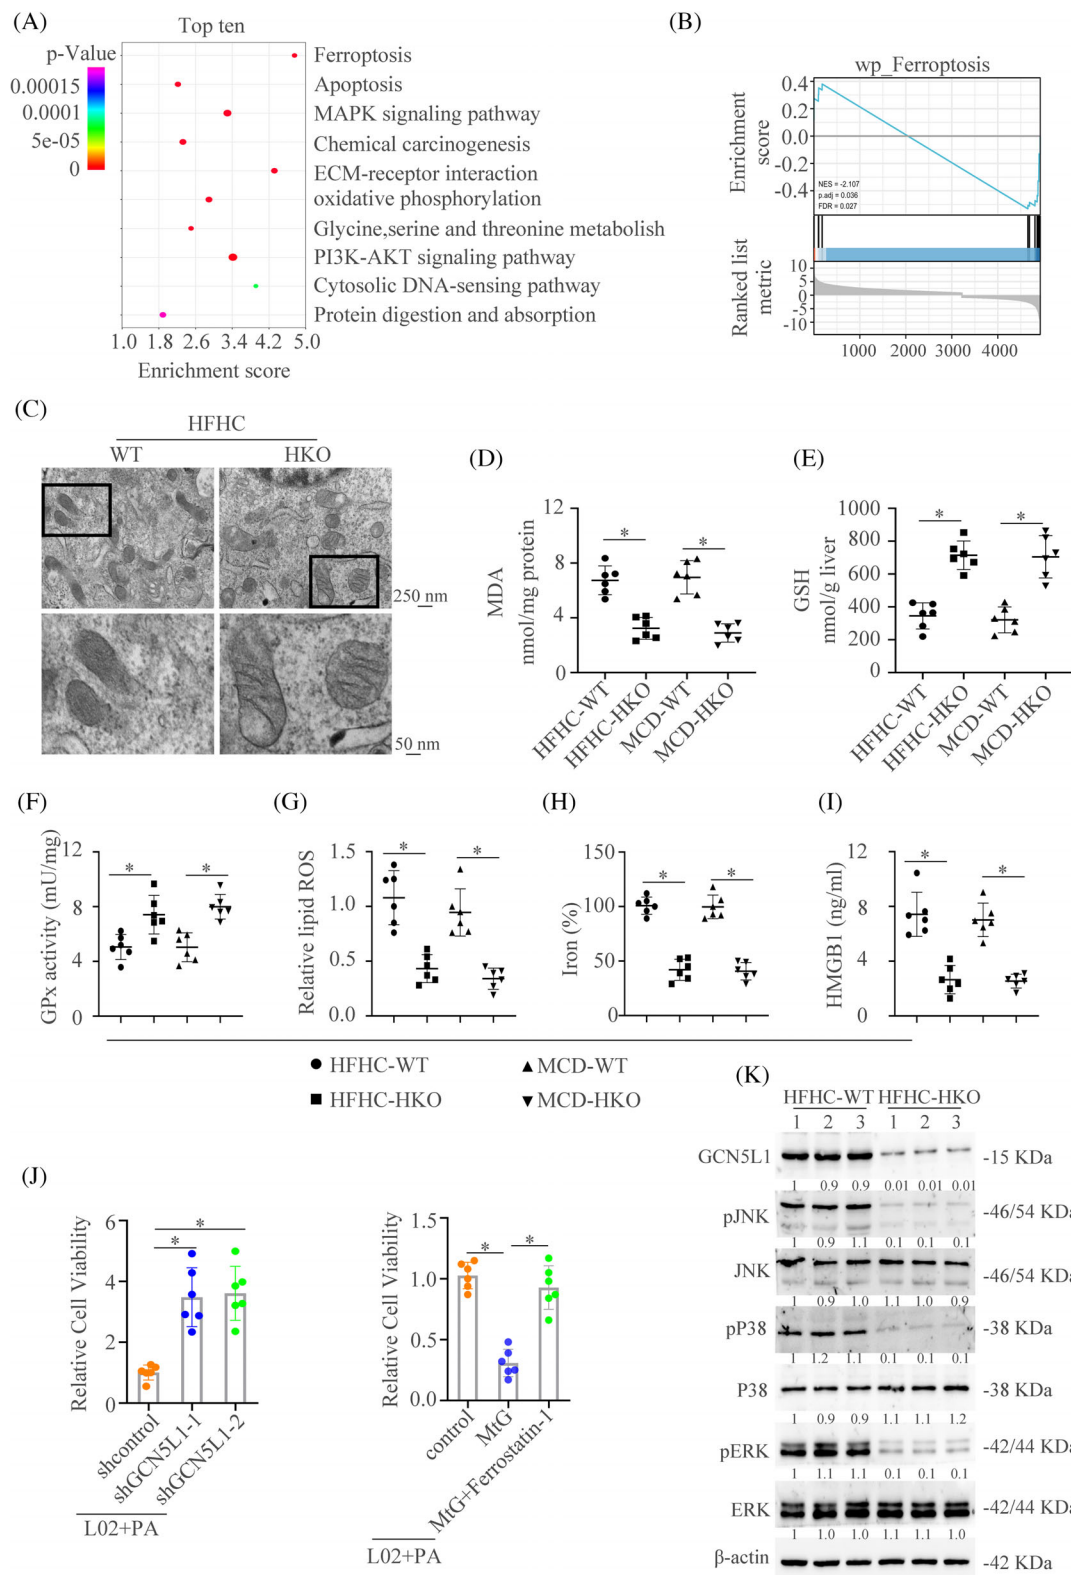 (A)
Top ten
p-Value
0.00015
0.0001
5e-05
0
Ferroptosis
Apoptosis
MAPK signaling pathway
Chemical carcinogenesis
ECM-receptor interaction
oxidative phosphorylation
Glycine,serine and threonine metabolish
PI3K-AKT signaling pathway
Cytosolic DNA-sensing pathway
Protein digestion and absorption
1.0 1.8 2.6 3.4 4.2 5.0
Enrichment score
(B)
wp_Ferroptosis
Enrichment score
0.4
0.2
0.0
-0.2
-0.4
NES = -2.107
p.adj = 0.036
FDR = 0.027
Ranked list metric
10
5
0
-5
-10
1000 2000 3000 4000
(C)
HFHC
WT HKO
250 nm
50 nm
(D)
MDA
nmol/mg protein
12
8
4
0
* *
HFHC-WT
HFHC-HKO
MCD-WT
MCD-HKO
(E)
GSH
nmol/g liver
1000
800
600
400
200
0
* *
HFHC-WT
HFHC-HKO
MCD-WT
MCD-HKO
(F)
GPx activity (mU/mg)
12
8
4
0
* *
(G)
Relative lipid ROS
1.5
1.0
0.5
0.0
* *
(H)
Iron (%)
150
100
50
0
* *
(I)
HMGB1 (ng/ml)
12
8
4
0
* *
HFHC-WT MCD-WT
HFHC-HKO MCD-HKO
(J)
Relative Cell Viability
6
4
2
0
*
*
shcontrol
shGCN5L1-1
shGCN5L1-2
L02+PA
Relative Cell Viability
1.5
1.0
0.5
0.0
* *
control
MtG
MtG+Ferrostatin-1
L02+PA
(K)
HFHC-WT HFHC-HKO
1 2 3 1 2 3
GCN5L1 -15 KDa
1 0.9 0.9 0.01 0.01 0.01
pJNK -46/54 KDa
1 0.9 1.1 0.1 0.1 0.1
JNK -46/54 KDa
1 0.9 1.0 1.1 1.0 0.9
pP38 -38 KDa
1 1.2 1.1 0.1 0.1 0.1
P38 -38 KDa
1 0.9 0.9 1.1 1.1 1.2
pERK -42/44 KDa
1 1.1 1.1 0.1 0.1 0.1
ERK -42/44 KDa
1 1.0 1.0 1.1 1.1 1.0
β-actin -42 KDa